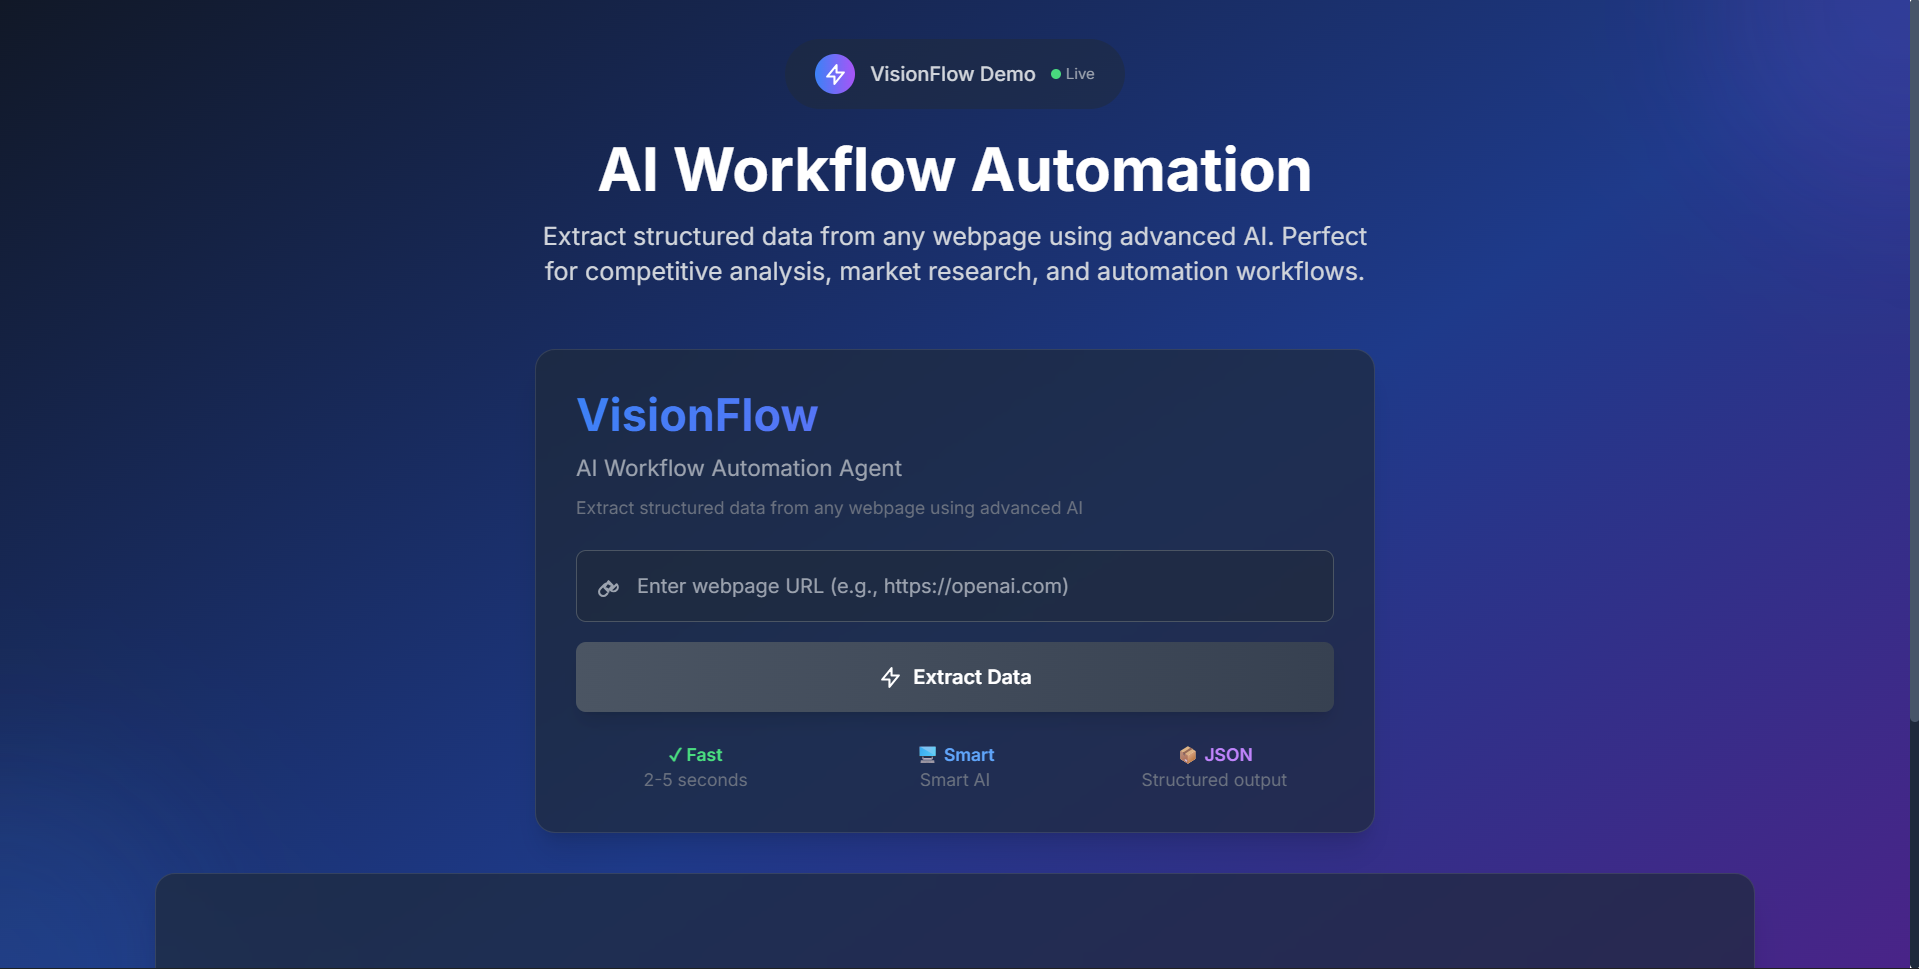 VisionFlow Demo
Live
AI Workflow Automation
Extract structured data from any webpage using advanced AI. Perfect
for competitive analysis, market research, and automation workflows.
VisionFlow
AI Workflow Automation Agent
Extract structured data from any webpage using advanced AI
Enter webpage URL (e.g., https://openai.com)
Extract Data
✓ Fast
2-5 seconds
Smart
Smart AI
JSON
Structured output